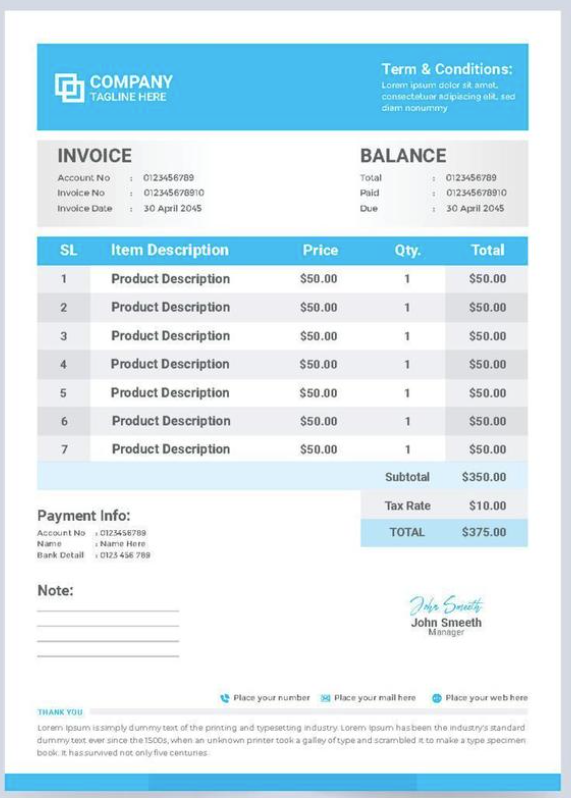 COMPANY
TAGLINE HERE
Term & Conditions:
Lorem ipsum dolor sit amet,
consectetuer adipiscing elit, sed
diam nonummy
INVOICE
Account No : 0123456789
Invoice No : 012345678910
Invoice Date : 30 April 2045
BALANCE
Total : 0123456789
Paid : 012345678910
Due : 30 April 2045
SL Item Description Price Qty. Total
1 Product Description $50.00 1 $50.00
2 Product Description $50.00 1 $50.00
3 Product Description $50.00 1 $50.00
4 Product Description $50.00 1 $50.00
5 Product Description $50.00 1 $50.00
6 Product Description $50.00 1 $50.00
7 Product Description $50.00 1 $50.00
Subtotal $350.00
Tax Rate $10.00
TOTAL $375.00
Payment Info:
Account No : 0123456789
Name : Name Here
Bank Detail : 0123 456 789
Note:
John Smeeth
John Smeeth
Manager
Place your number Place your mail here Place your web here
THANK YOU
Lorem Ipsum is simply dummy text of the printing and typesetting industry. Lorem Ipsum has been the industry's standard
dummy text ever since the 1500s, when an unknown printer took a galley of type and scrambled it to make a type specimen
book. It has survived not only five centuries.